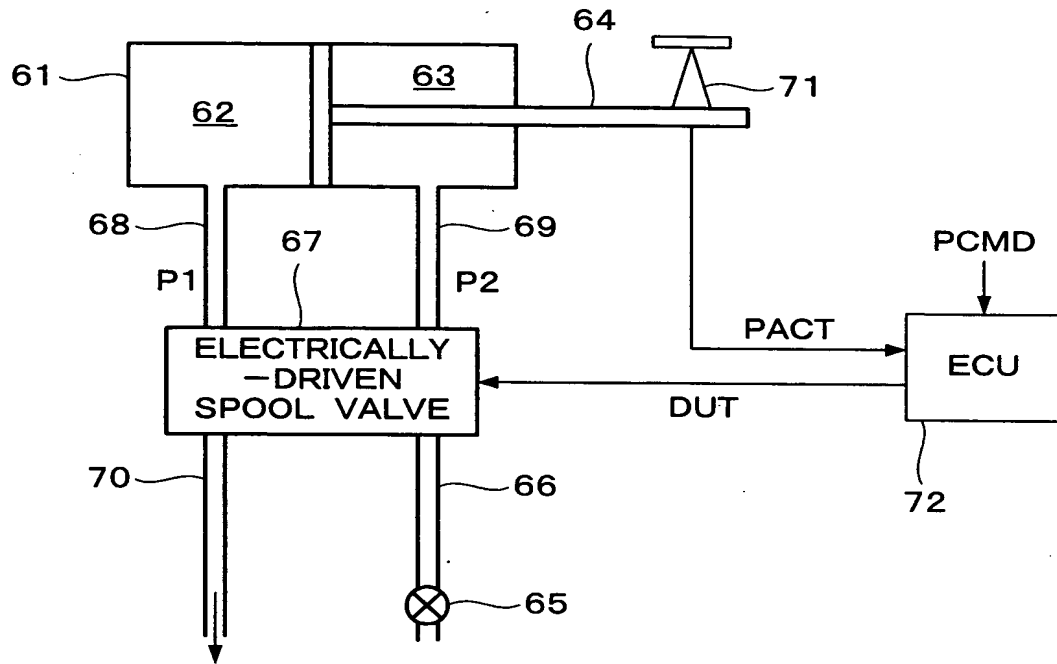 64
61
63
71
62
68
67
69
PCMD
P1
P2
ELECTRICALLY
-DRIVEN
SPOOL VALVE
PACT
ECU
DUT
70
66
72
65